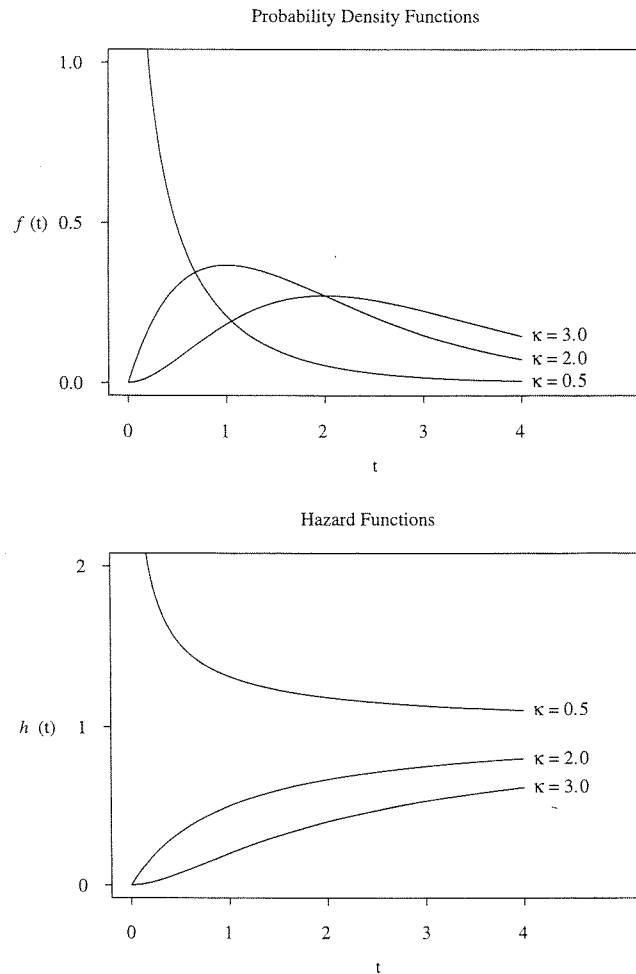 Probability Density Functions
1.0
f (t) 0.5
κ = 3.0
κ = 2.0
0.0 κ = 0.5
0 1 2 3 4
t
Hazard Functions
2
κ = 0.5
h (t) 1
κ = 2.0
κ = 3.0
0
0 1 2 3 4
t